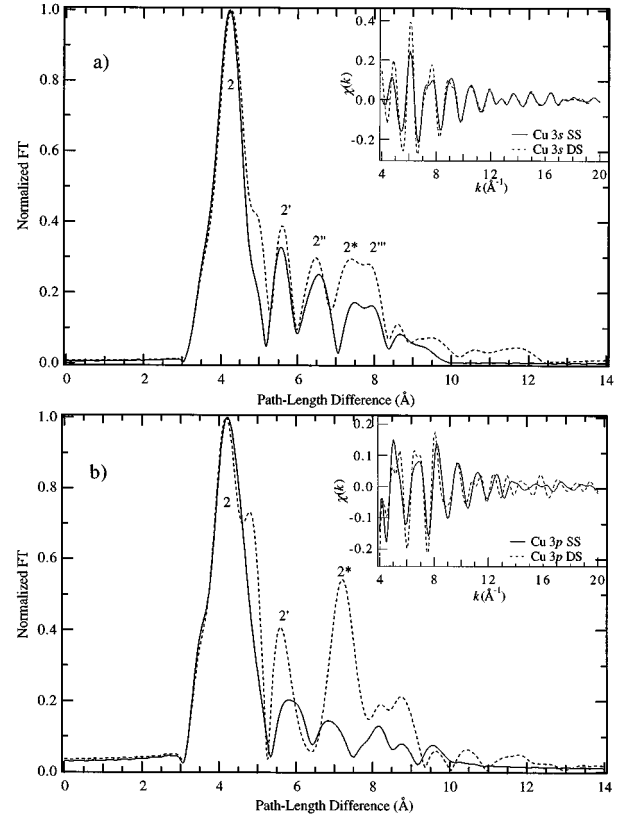 a)
Normalized FT
1.0
0.8
0.6
0.4
0.2
0.0
2
2'
2"
2*
2'''
0 2 4 6 8 10 12 14
Path-Length Difference (Å)
χ(k)
0.4
0.2
0.0
-0.2
Cu 3s SS
Cu 3s DS
4 6 8 10 12 14 16 18 20
k(Å⁻¹)
b)
Normalized FT
1.0
0.8
0.6
0.4
0.2
0.0
2
2'
2*
0 2 4 6 8 10 12 14
Path-Length Difference (Å)
χ(k)
0.2
0.1
0.0
-0.1
-0.2
Cu 3p SS
Cu 3p DS
4 8 12 16 20
k(Å⁻¹)